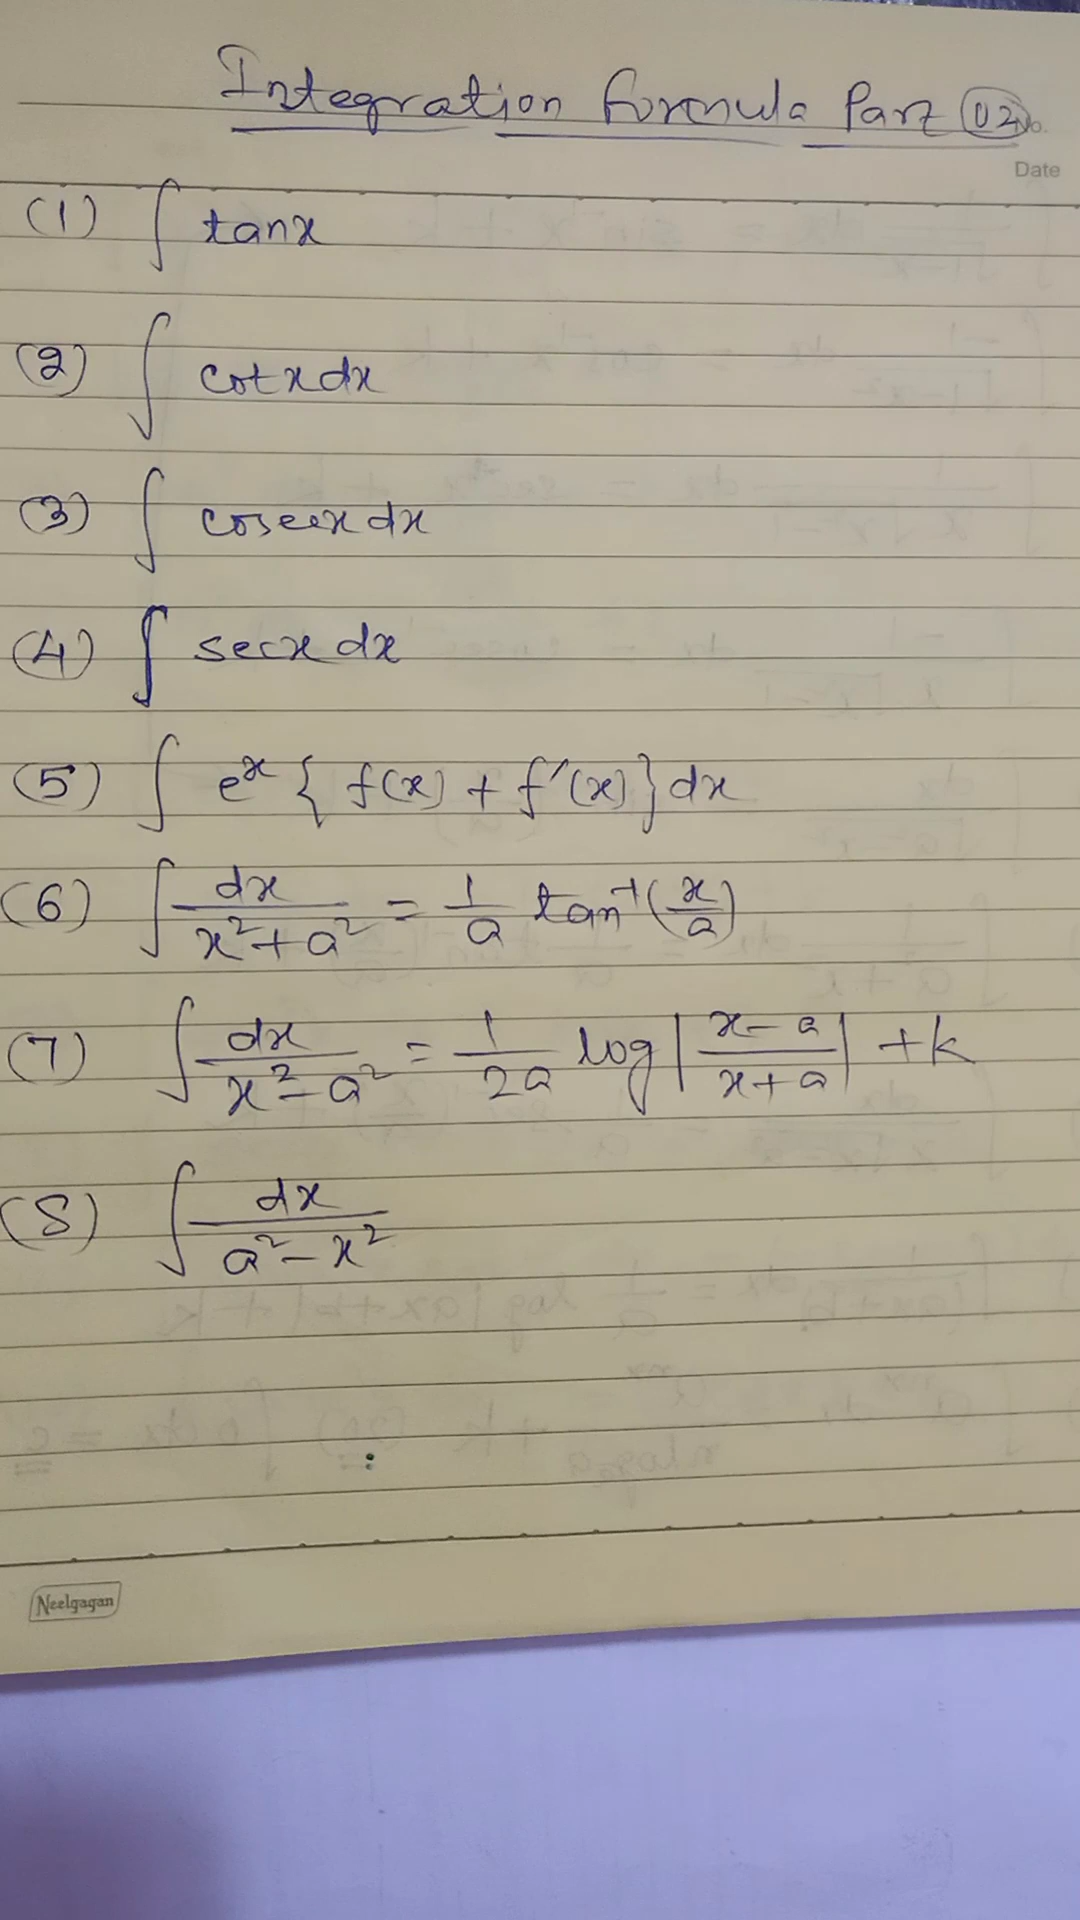 Integration formula Part 02
No.
Date
(1) ∫ tanx
(2) ∫ cotx dx
(3) ∫ cosecx dx
(4) ∫ secx dx
(5) ∫ eˣ { f(x) + f′(x)} dx
(6) ∫ dx/(x²+a²) = 1/a tan⁻¹(x/a)
(7) ∫ dx/(x²-a²) = 1/2a log |(x-a)/(x+a)| + k
(8) ∫ dx/(a²-x²)
Neelgagan